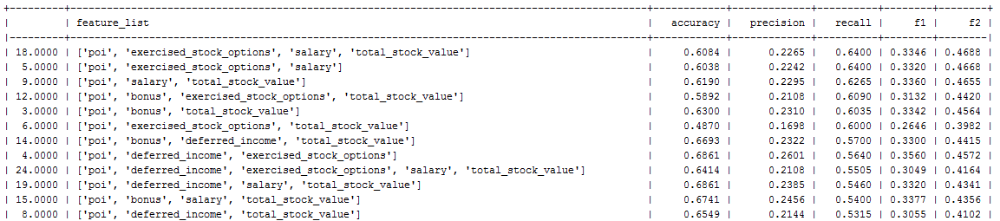 +---------+-------------------------------------------------------------------------------------------------+------------+-------------+----------+--------+--------+
| | feature_list | accuracy | precision | recall | f1 | f2 |
|---------+-------------------------------------------------------------------------------------------------+------------+-------------+----------+--------+--------|
| 18.0000 | ['poi', 'exercised_stock_options', 'salary', 'total_stock_value'] | 0.6084 | 0.2265 | 0.6400 | 0.3346 | 0.4688 |
| 5.0000 | ['poi', 'exercised_stock_options', 'salary'] | 0.6038 | 0.2242 | 0.6400 | 0.3320 | 0.4668 |
| 9.0000 | ['poi', 'salary', 'total_stock_value'] | 0.6190 | 0.2295 | 0.6265 | 0.3360 | 0.4655 |
| 12.0000 | ['poi', 'bonus', 'exercised_stock_options', 'total_stock_value'] | 0.5892 | 0.2108 | 0.6090 | 0.3132 | 0.4420 |
| 3.0000 | ['poi', 'bonus', 'total_stock_value'] | 0.6300 | 0.2310 | 0.6035 | 0.3342 | 0.4564 |
| 6.0000 | ['poi', 'exercised_stock_options', 'total_stock_value'] | 0.4870 | 0.1698 | 0.6000 | 0.2646 | 0.3982 |
| 14.0000 | ['poi', 'bonus', 'deferred_income', 'total_stock_value'] | 0.6693 | 0.2322 | 0.5700 | 0.3300 | 0.4415 |
| 4.0000 | ['poi', 'deferred_income', 'exercised_stock_options'] | 0.6861 | 0.2601 | 0.5640 | 0.3560 | 0.4572 |
| 24.0000 | ['poi', 'deferred_income', 'exercised_stock_options', 'salary', 'total_stock_value'] | 0.6414 | 0.2108 | 0.5505 | 0.3049 | 0.4164 |
| 19.0000 | ['poi', 'deferred_income', 'salary', 'total_stock_value'] | 0.6861 | 0.2385 | 0.5460 | 0.3320 | 0.4341 |
| 15.0000 | ['poi', 'bonus', 'salary', 'total_stock_value'] | 0.6741 | 0.2456 | 0.5400 | 0.3377 | 0.4356 |
| 8.0000 | ['poi', 'deferred_income', 'total_stock_value'] | 0.6549 | 0.2144 | 0.5315 | 0.3055 | 0.4102 |